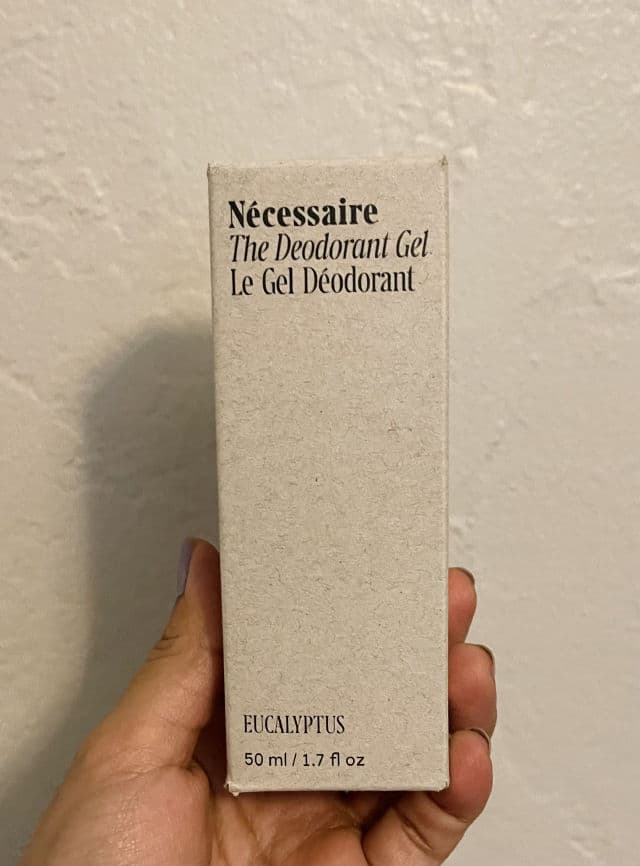 Nécessaire
The Deodorant Gel
Le Gel Déodorant
EUCALYPTUS
50 ml / 1.7 fl oz